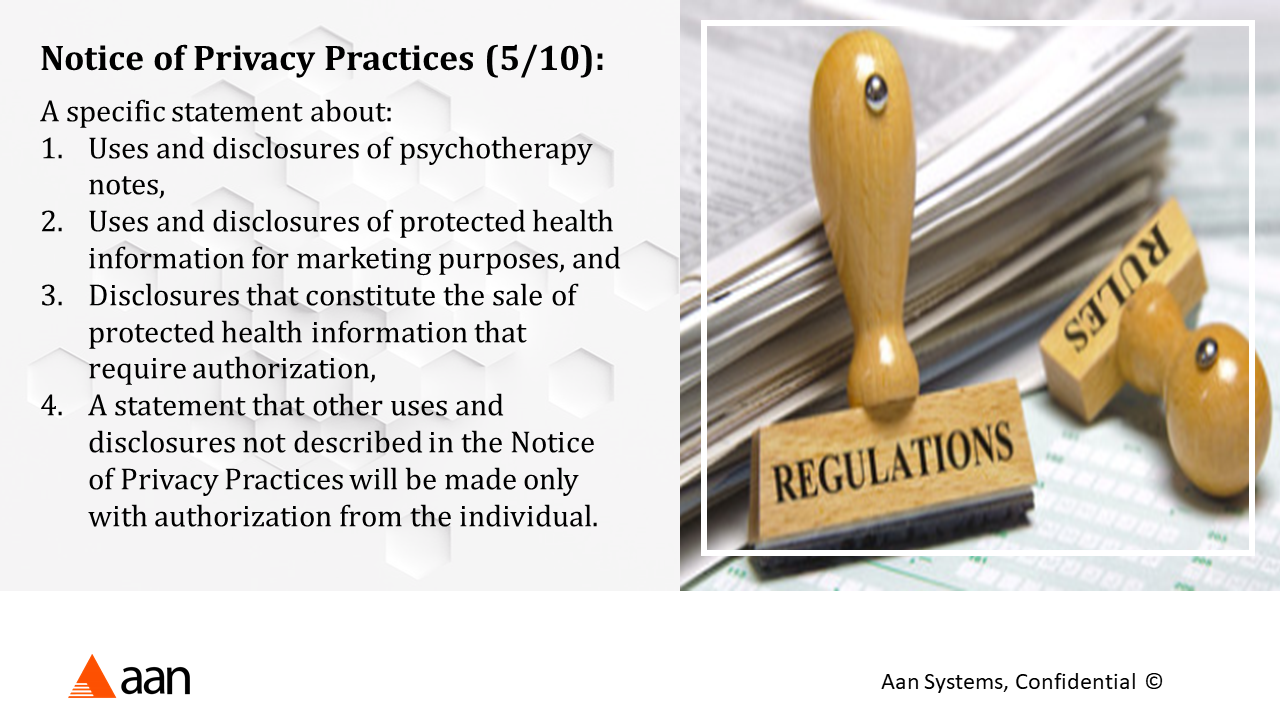 Notice of Privacy Practices (5/10):
A specific statement about:
1. Uses and disclosures of psychotherapy
notes,
2. Uses and disclosures of protected health
information for marketing purposes, and
3. Disclosures that constitute the sale of
protected health information that
require authorization,
4. A statement that other uses and
disclosures not described in the Notice
of Privacy Practices will be made only
with authorization from the individual.
RULES
REGULATIONS
aan
Aan Systems, Confidential ©